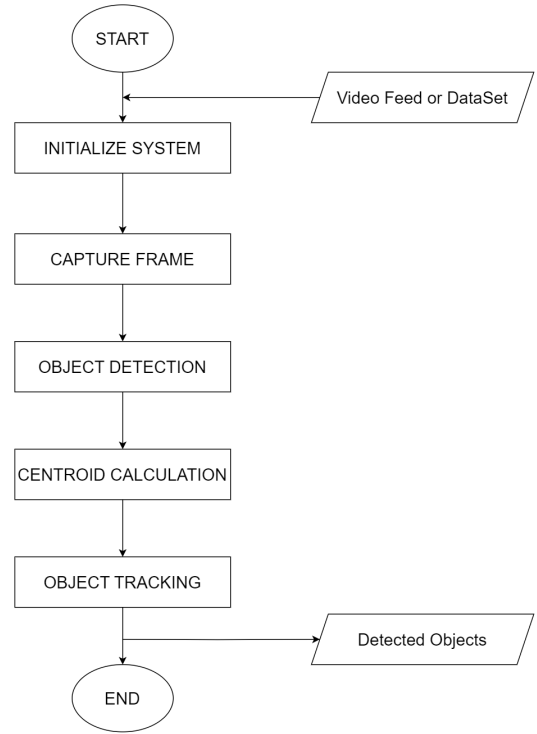 START
Video Feed or DataSet
INITIALIZE SYSTEM
CAPTURE FRAME
OBJECT DETECTION
CENTROID CALCULATION
OBJECT TRACKING
Detected Objects
END